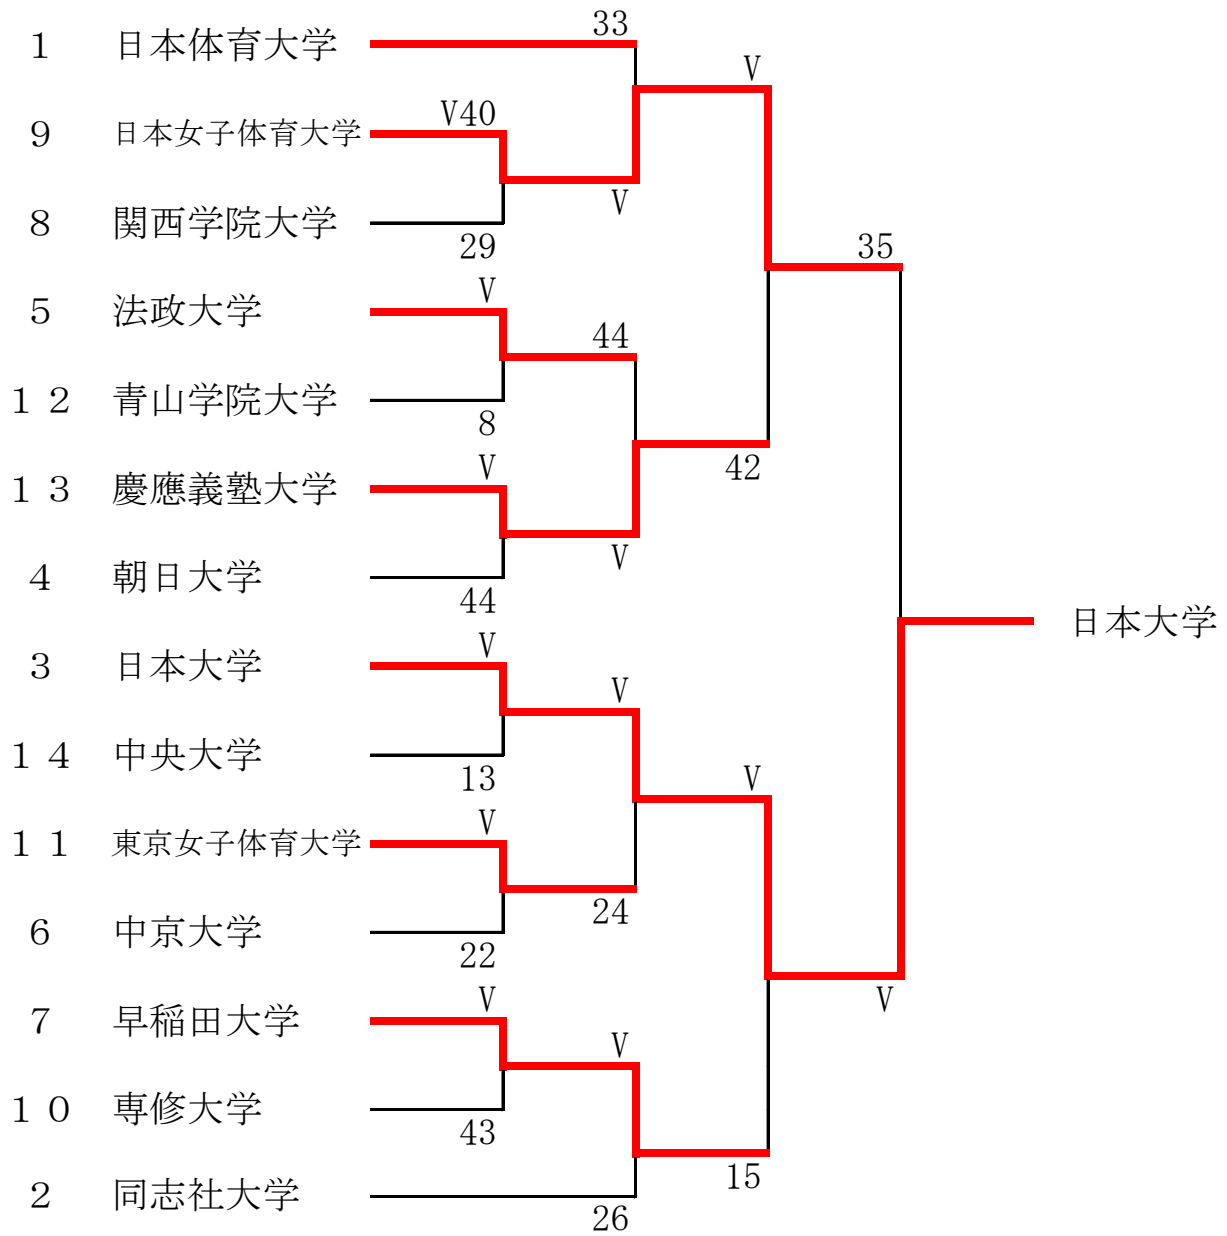 33
１ 日本体育大学
V
V40
９ 日本女子体育大学
V
８ 関西学院大学
29
35
V
５ 法政大学
44
１２ 青山学院大学
8
V
42
１３ 慶應義塾大学
V
４ 朝日大学
44
日本大学
V
３ 日本大学
V
１４ 中央大学
13
V
V
１１ 東京女子体育大学
24
６ 中京大学
22
V
V
７ 早稲田大学
V
１０ 専修大学
43
15
２ 同志社大学
26